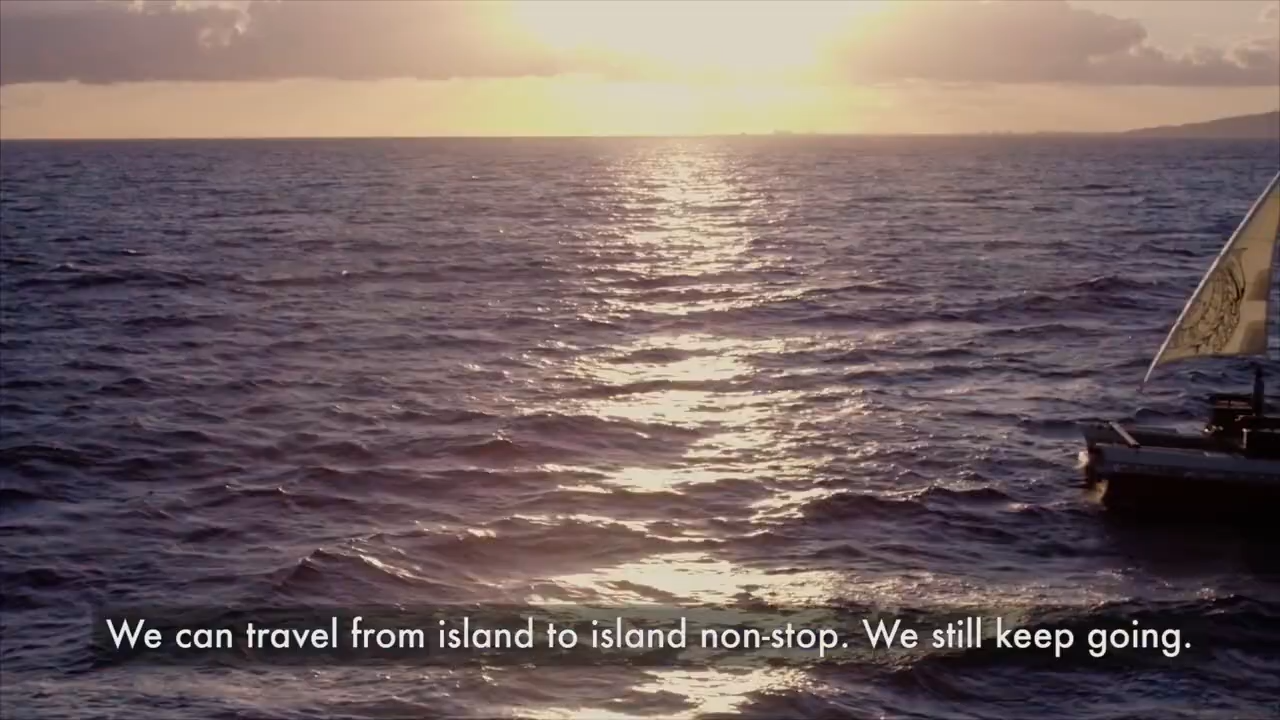 We can travel from island to island non-stop. We still keep going.